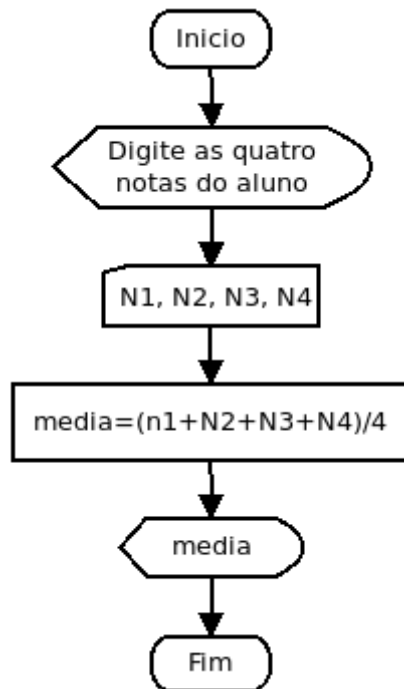 Inicio
Digite as quatro
notas do aluno
N1, N2, N3, N4
media=(n1+N2+N3+N4)/4
media
Fim